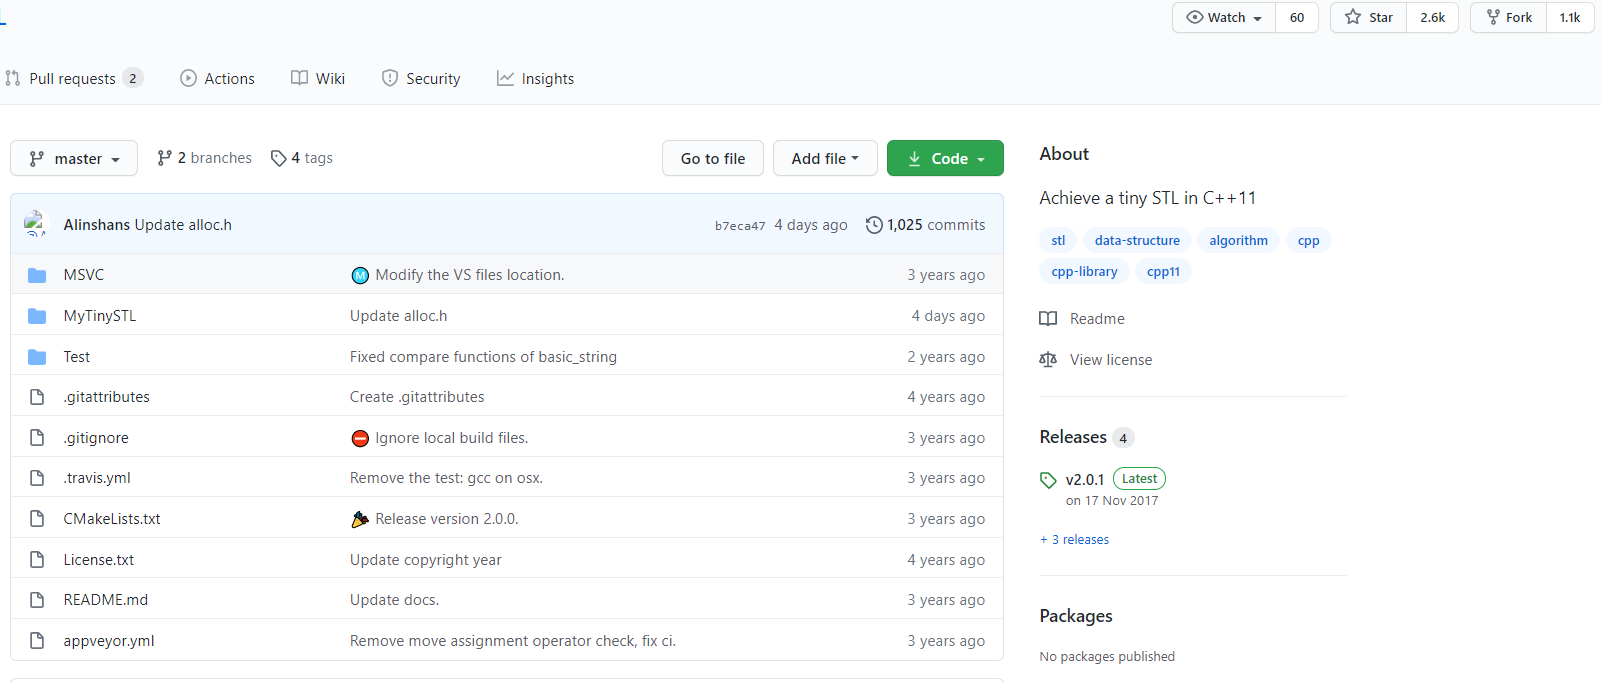 Watch 60 Star 2.6k Fork 1.1k
Pull requests 2 Actions Wiki Security Insights
master 2 branches 4 tags Go to file Add file Code
Alinshans Update alloc.h b7eca47 4 days ago 1,025 commits
MSVC Ⓜ Modify the VS files location. 3 years ago
MyTinySTL Update alloc.h 4 days ago
Test Fixed compare functions of basic_string 2 years ago
.gitattributes Create .gitattributes 4 years ago
.gitignore Ignore local build files. 3 years ago
.travis.yml Remove the test: gcc on osx. 3 years ago
CMakeLists.txt Release version 2.0.0. 3 years ago
License.txt Update copyright year 4 years ago
README.md Update docs. 3 years ago
appveyor.yml Remove move assignment operator check, fix ci. 3 years ago
About
Achieve a tiny STL in C++11
stl data-structure algorithm cpp
cpp-library cpp11
Readme
View license
Releases 4
v2.0.1 Latest
on 17 Nov 2017
+ 3 releases
Packages
No packages published